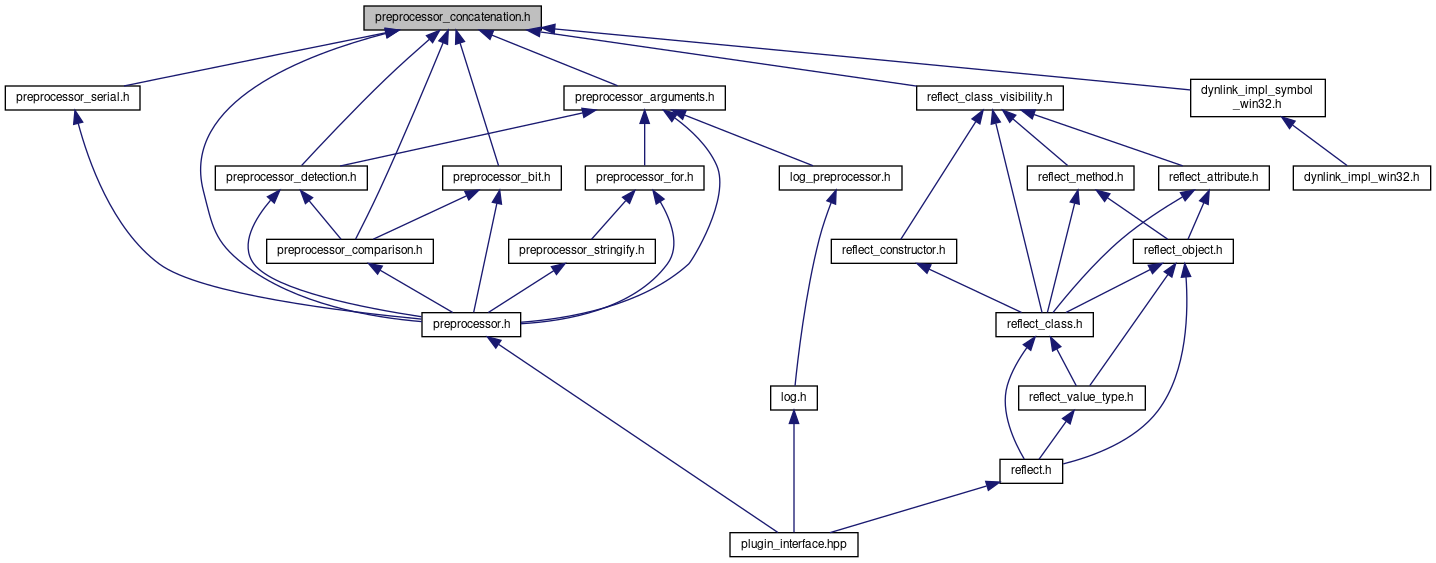 preprocessor_concatenation.h
preprocessor_serial.h
preprocessor_arguments.h
reflect_class_visibility.h
dynlink_impl_symbol
_win32.h
preprocessor_detection.h
preprocessor_bit.h
preprocessor_for.h
log_preprocessor.h
reflect_method.h
reflect_attribute.h
dynlink_impl_win32.h
preprocessor_comparison.h
preprocessor_stringify.h
reflect_constructor.h
reflect_object.h
preprocessor.h
reflect_class.h
log.h
reflect_value_type.h
reflect.h
plugin_interface.hpp